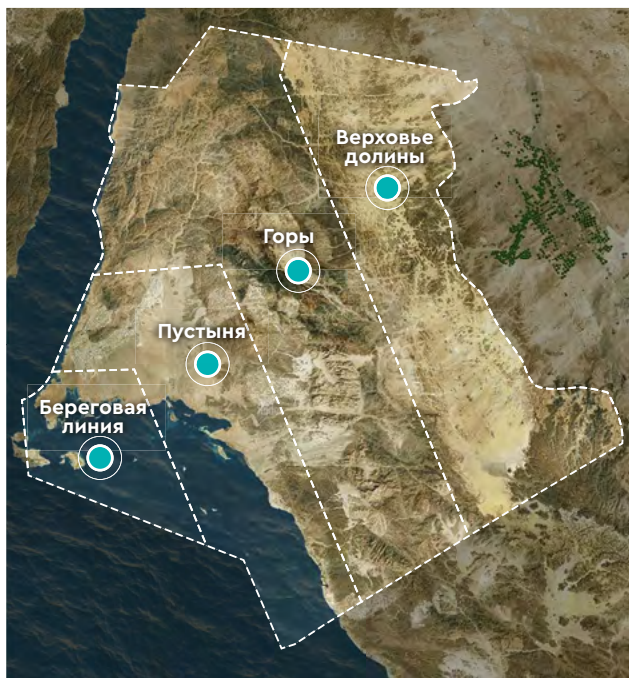 Верховье
долины
Горы
Пустыня
Береговая
линия